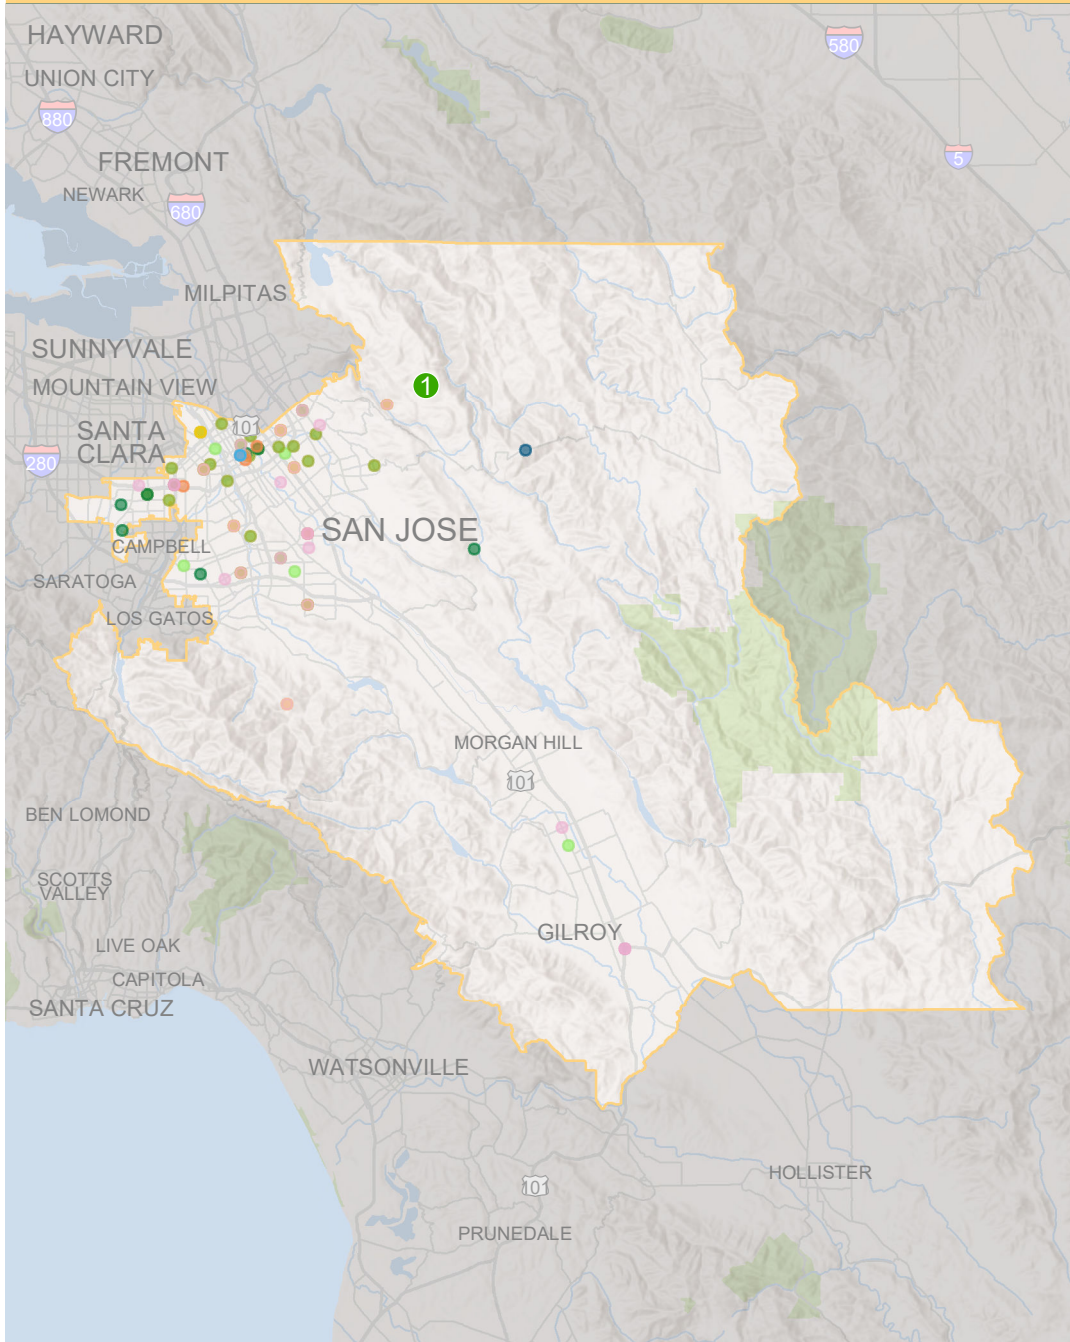 HAYWARD
580
UNION CITY
880
5
FREMONT
NEWARK
680
MILPITAS
SUNNYVALE
MOUNTAIN VIEW
1
101
SANTA
CLARA
280
SAN JOSE
CAMPBELL
SARATOGA
LOS GATOS
MORGAN HILL
101
BEN LOMOND
SCOTTS
VALLEY
GILROY
LIVE OAK
CAPITOLA
SANTA CRUZ
WATSONVILLE
HOLLISTER
101
PRUNEDALE